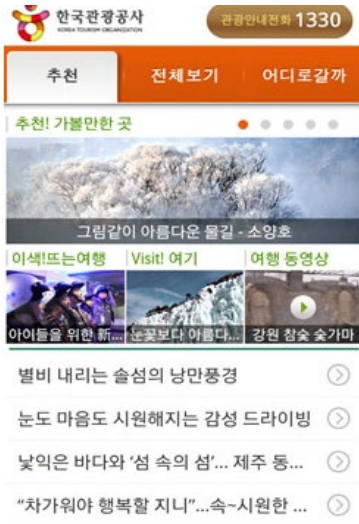 한국관광공사
KOREA TOURISM ORGANIZATION
관광안내전화 1330
추천
전체보기
어디로갈까
추천! 가볼만한 곳
그림같이 아름다운 물길 - 소양호
이색!뜨는여행
Visit! 여기
여행 동영상
아이들을 위한 新...
눈꽃보다 아름다...
강원 참숯 숯가마
별비 내리는 솔섬의 낭만풍경
눈도 마음도 시원해지는 감성 드라이빙
낯익은 바다와 ‘섬 속의 섬’... 제주 동...
“차가워야 행복할 지니”...속~시원한 ...